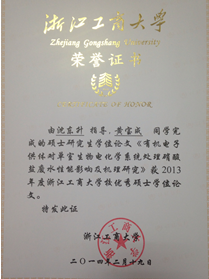 浙江工商大学
Zhejiang Gongshang University
荣誉证书
OF HONOR
由沈东升 指导、黄宝成 同学完
成的硕士研究生学位论文《有机电子
供体对单室生物电化学系统处理硝酸
盐废水性能影响及机理研究》获2013
年度浙江工商大学校优秀硕士学位论文。
特发此证
浙江工商大学
二〇一四年二月十九日